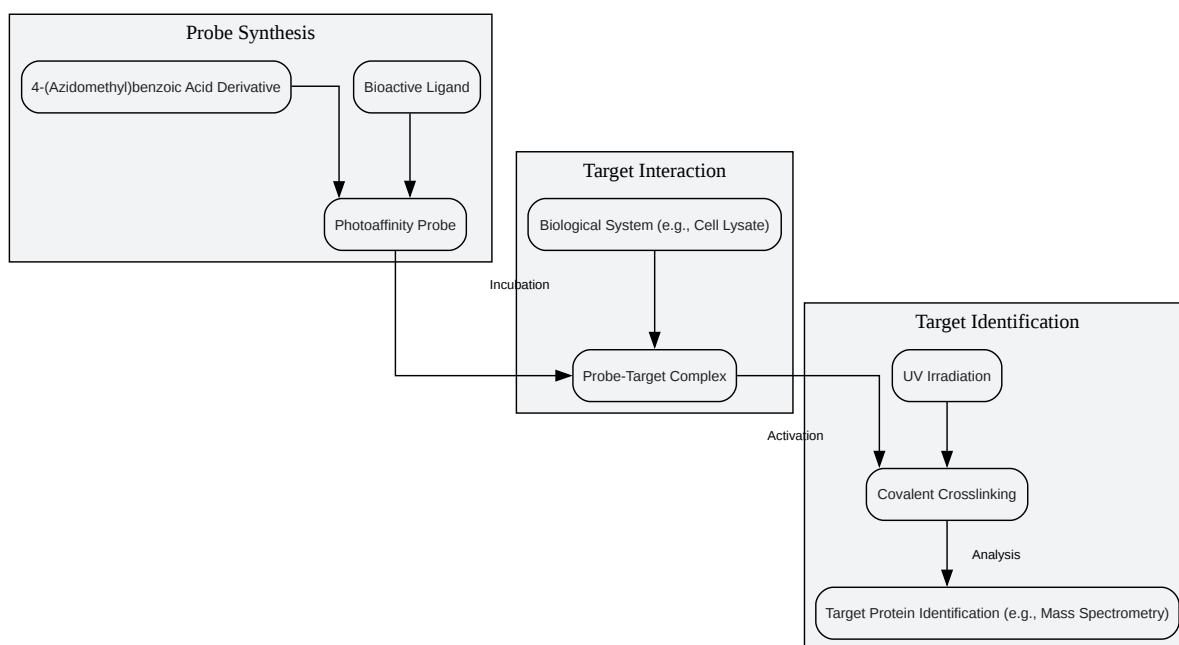 Probe Synthesis
4-(Azidomethyl)benzoic Acid Derivative
Bioactive Ligand
Photoaffinity Probe
Incubation
Target Interaction
Biological System (e.g., Cell Lysate)
Probe-Target Complex
Activation
Target Identification
UV Irradiation
Covalent Crosslinking
Analysis
Target Protein Identification (e.g., Mass Spectrometry)